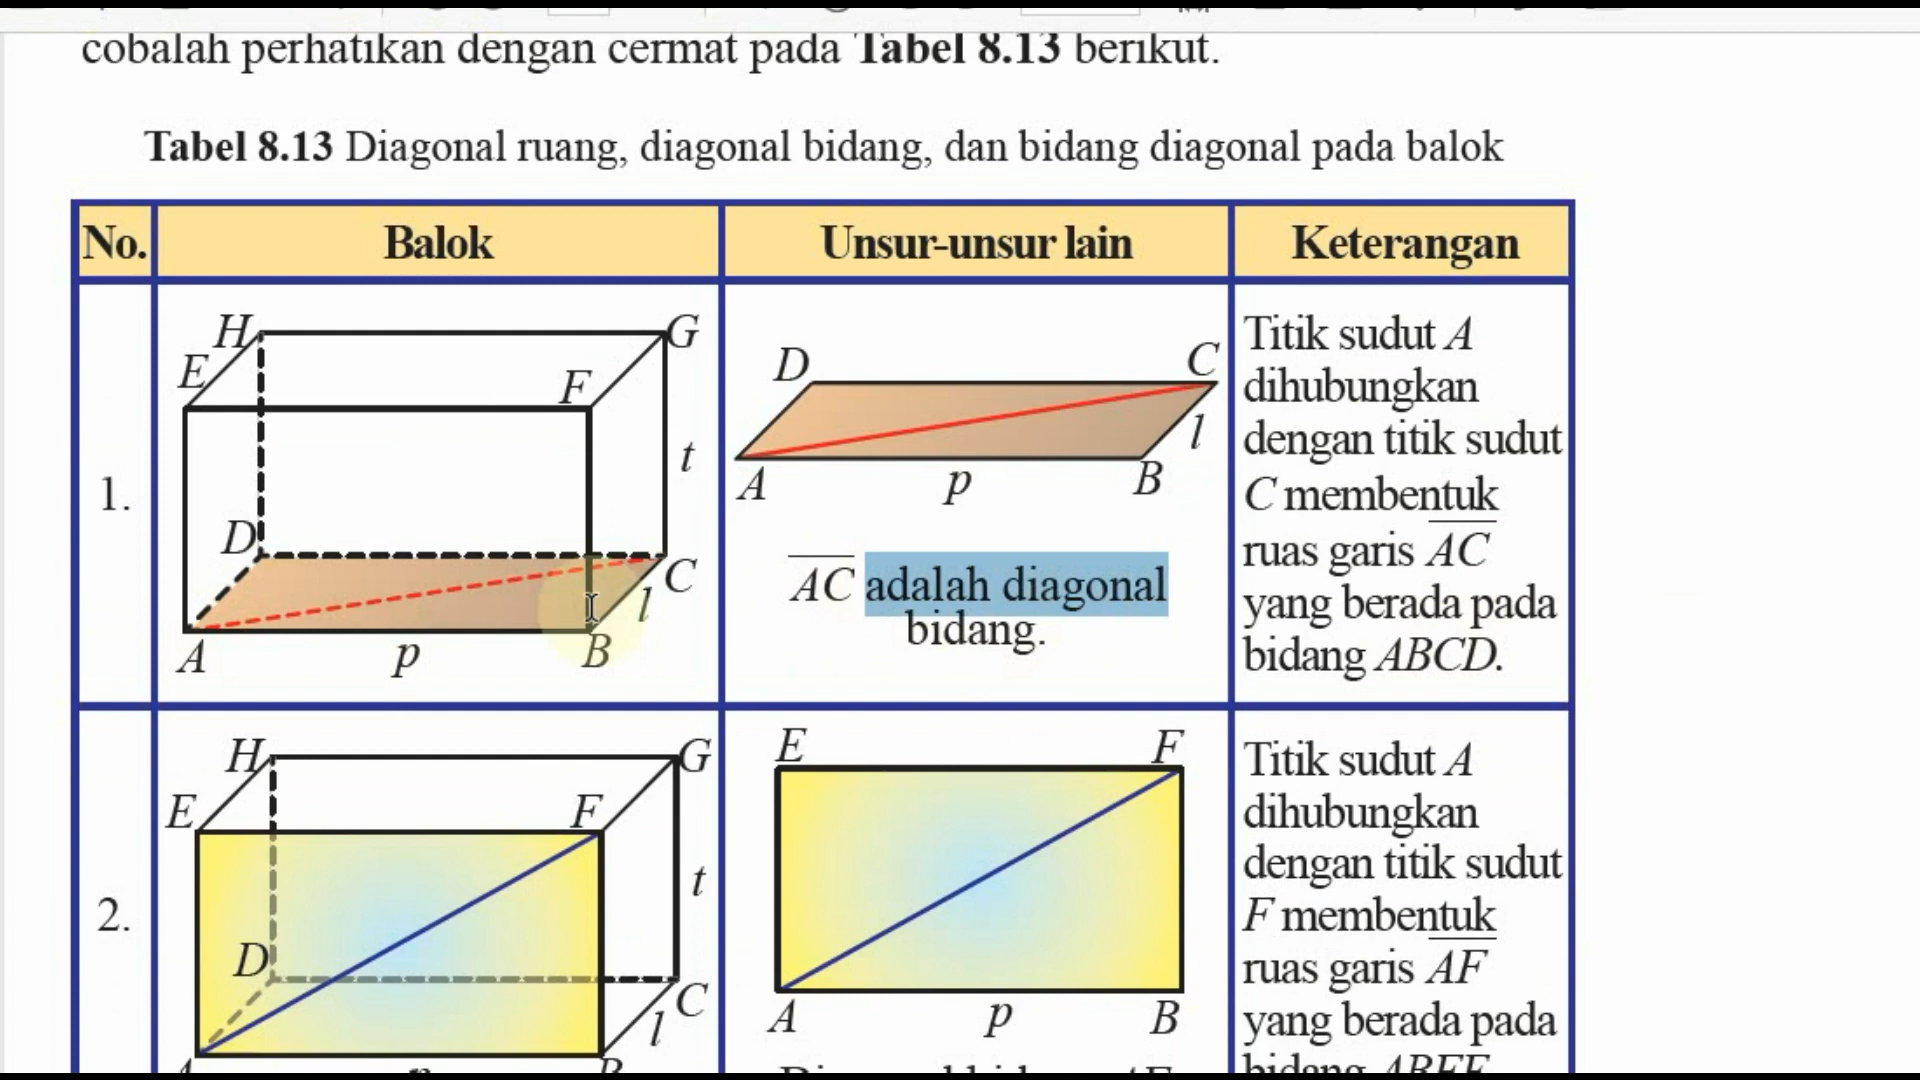 cobalah perhatikan dengan cermat pada Tabel 8.13 berikut.
Tabel 8.13 Diagonal ruang, diagonal bidang, dan bidang diagonal pada balok
No.
Balok
Unsur-unsur lain
Keterangan
1.
H
G
E
F
t
D
C
l
A
p
B
D
C
l
A
p
B
AC adalah diagonal
bidang.
Titik sudut A
dihubungkan
dengan titik sudut
C membentuk
ruas garis AC
yang berada pada
bidang ABCD.
2.
H
G
E
F
t
D
C
l
A
p
B
E
F
A
p
B
Titik sudut A
dihubungkan
dengan titik sudut
F membentuk
ruas garis AF
yang berada pada
bidang ABFE